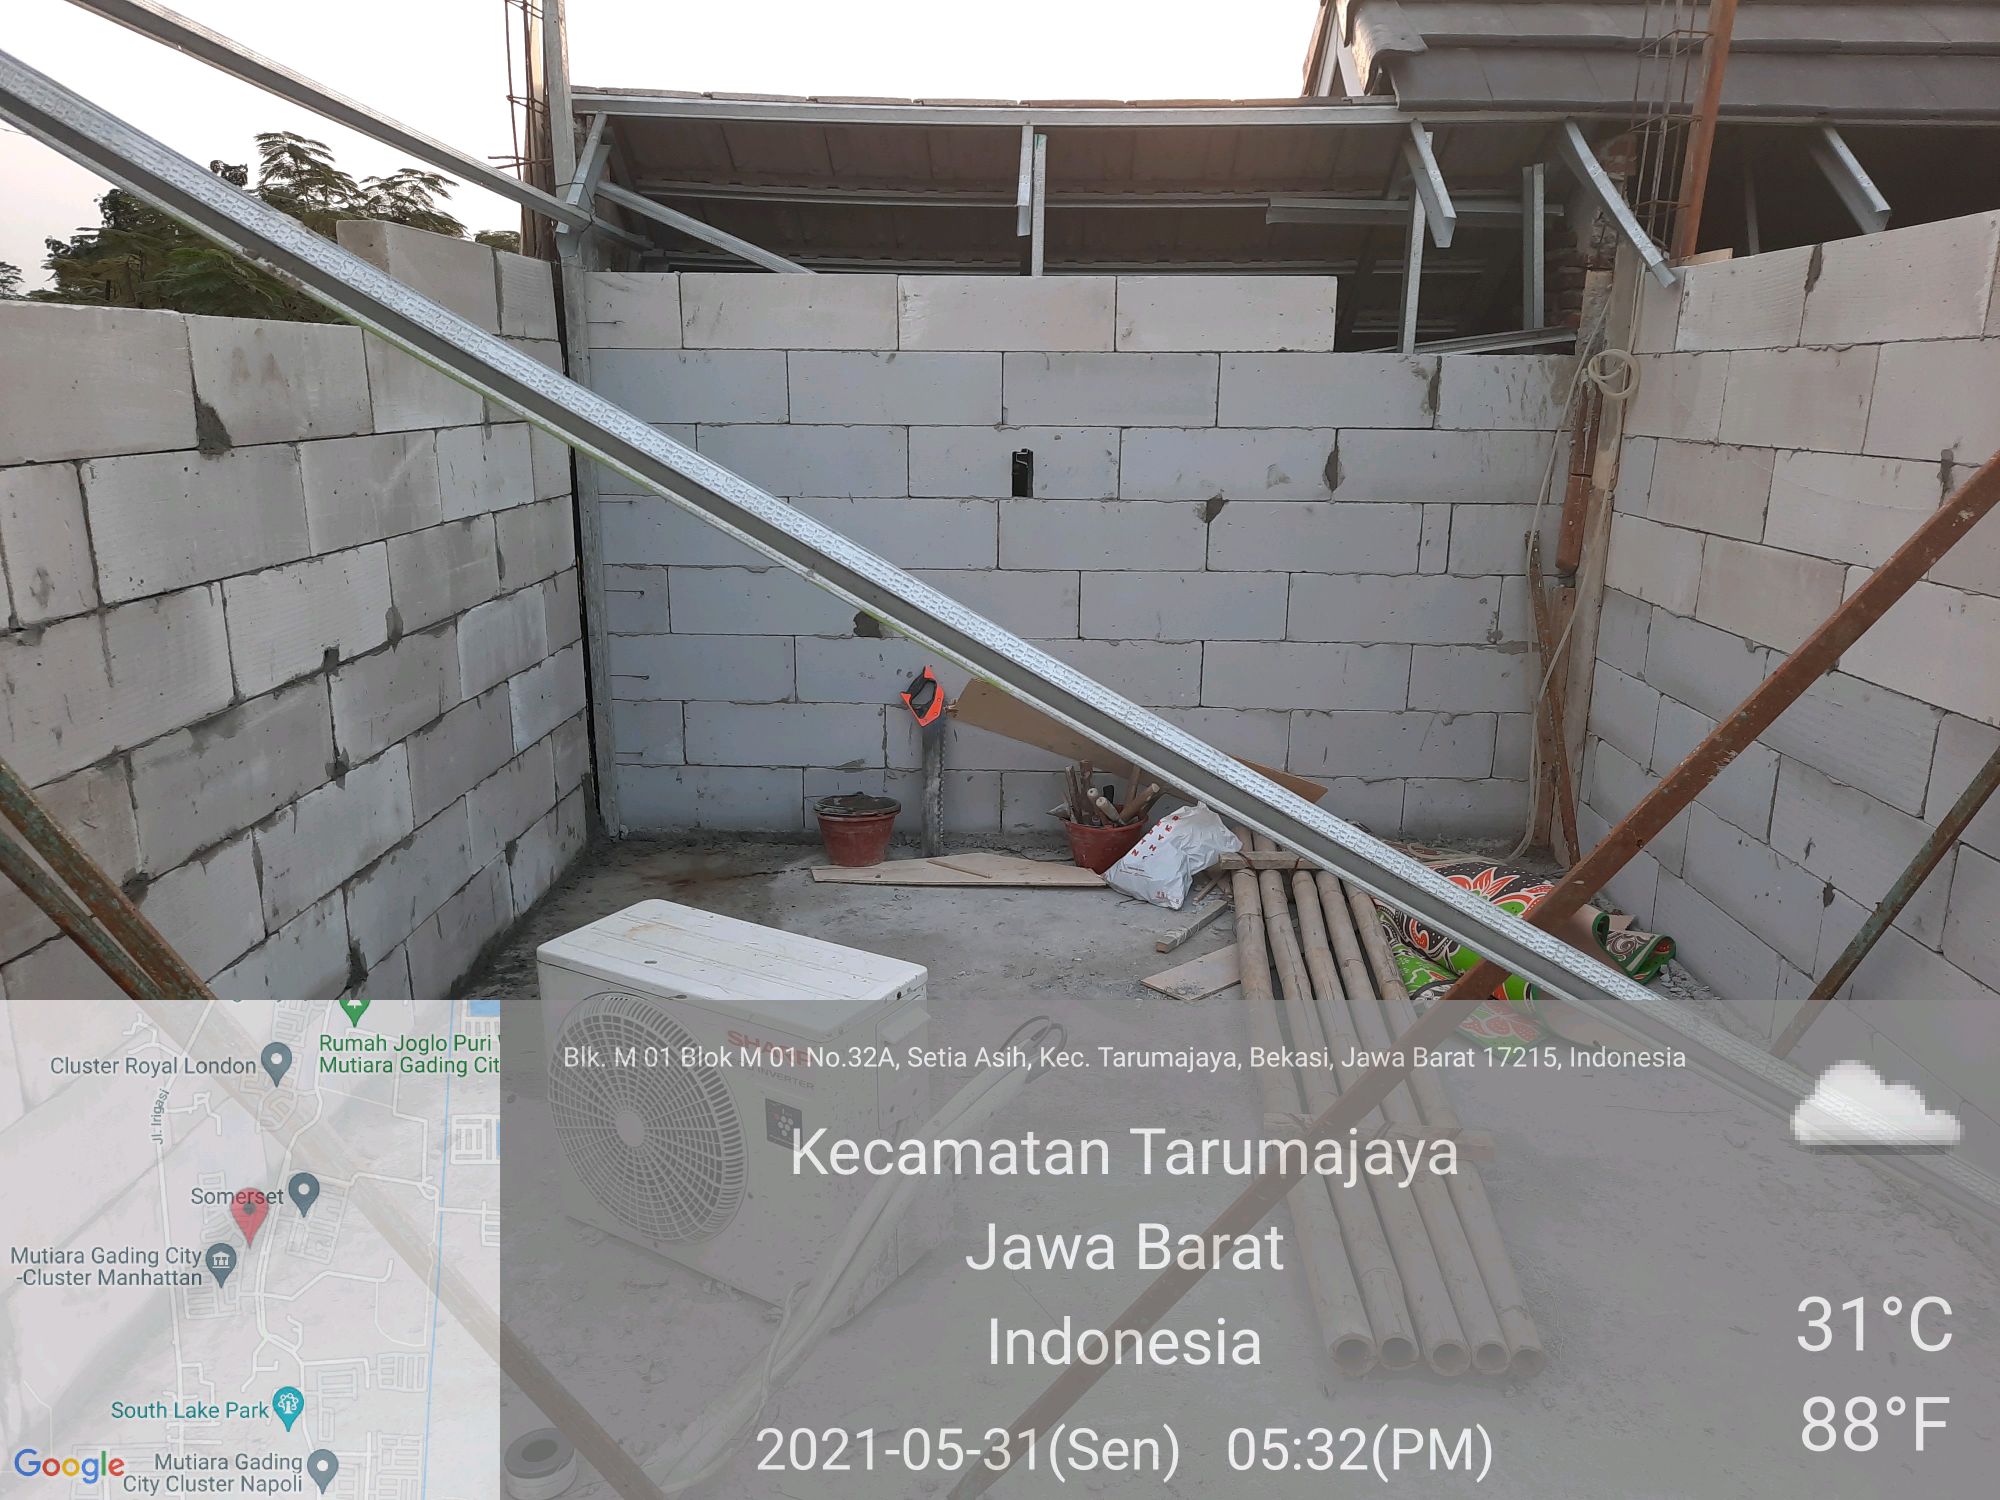 SHARP
INVERTER
Blk. M 01 Blok M 01 No.32A, Setia Asih, Kec. Tarumajaya, Bekasi, Jawa Barat 17215, Indonesia
Kecamatan Tarumajaya
Jawa Barat
Indonesia
2021-05-31(Sen) 05:32(PM)
31°C
88°F
Rumah Joglo Puri
Mutiara Gading Cit
Cluster Royal London
Jl. Irigasi
Somerset
Mutiara Gading City
-Cluster Manhattan
South Lake Park
Mutiara Gading
City Cluster Napoli
Google